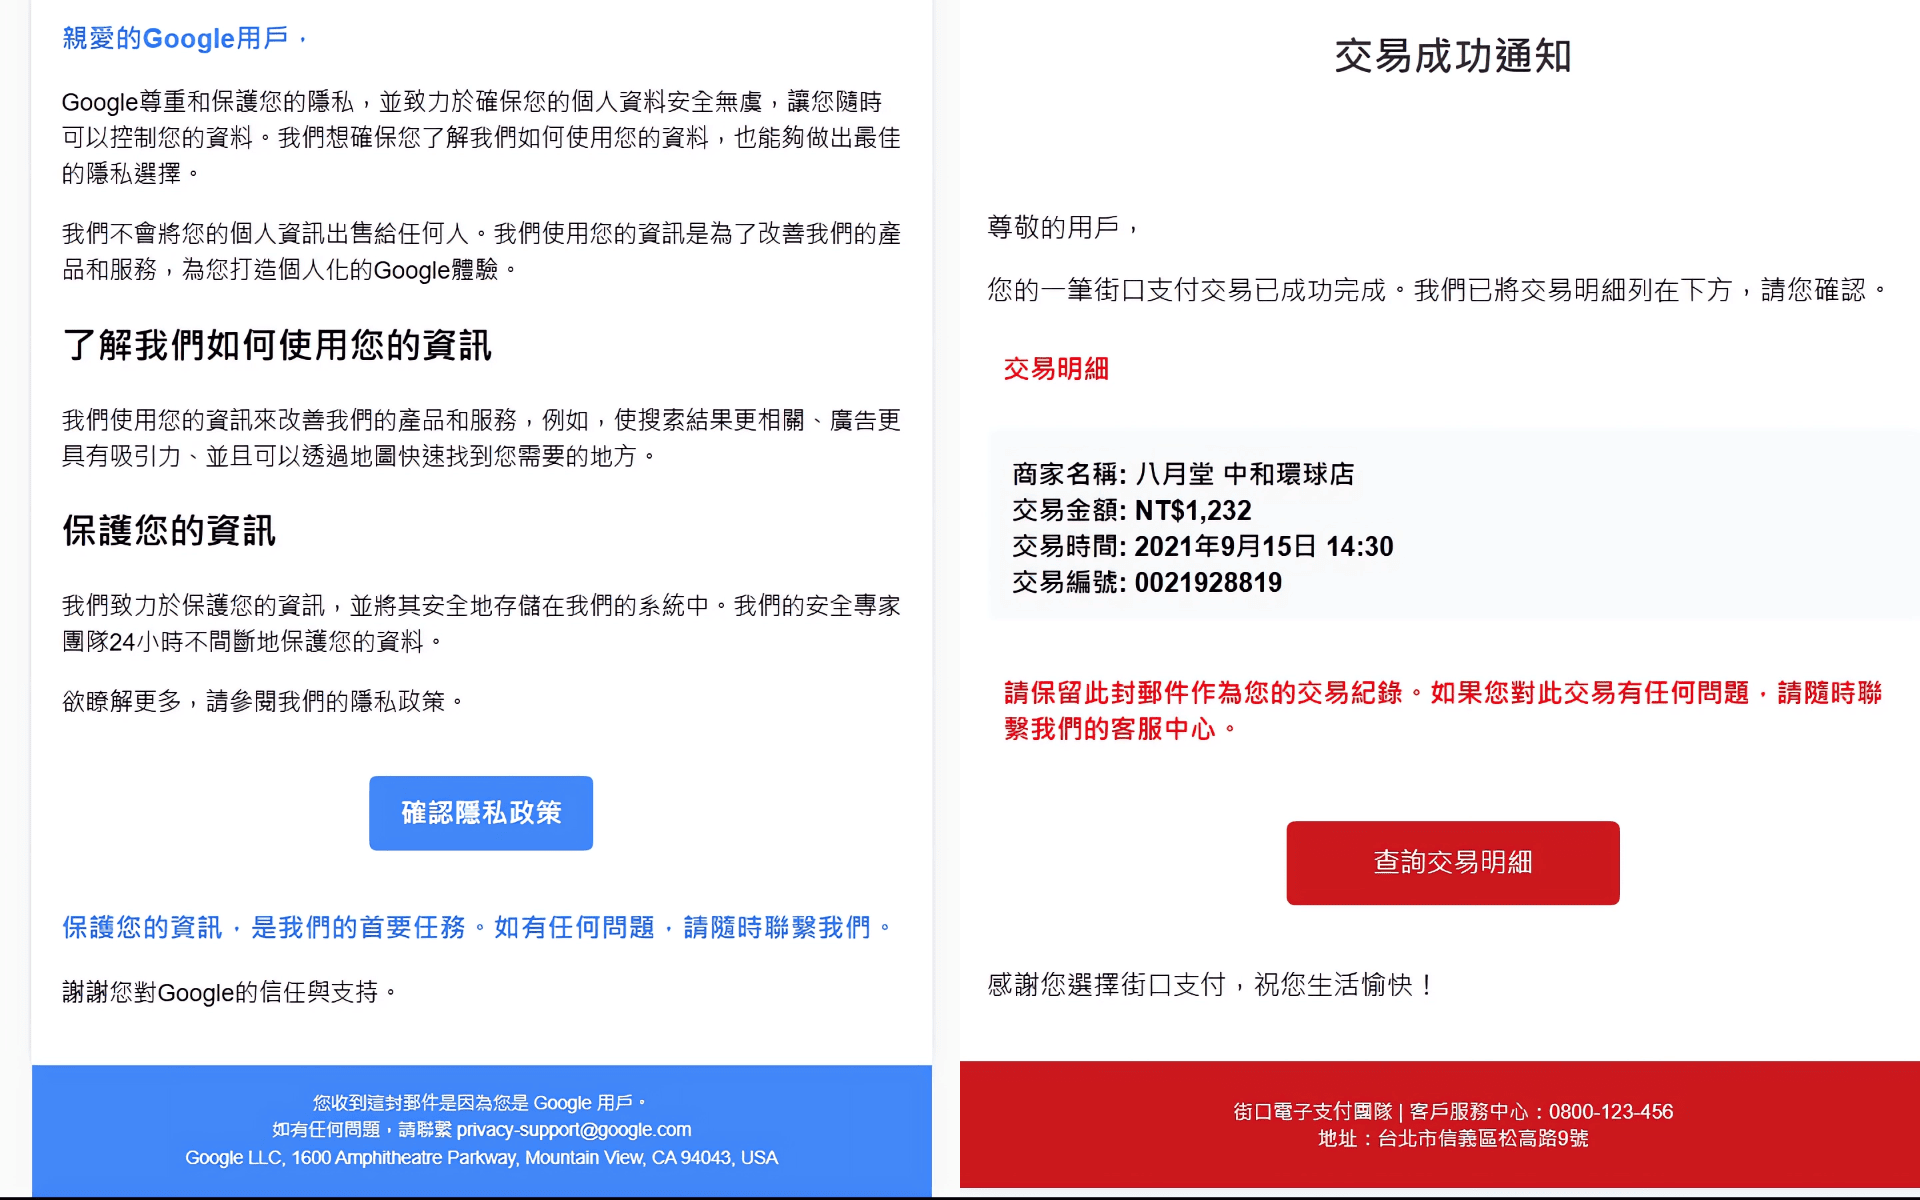 親愛的Google用戶，
Google尊重和保護您的隱私，並致力於確保您的個人資料安全無虞，讓您隨時
可以控制您的資料。我們想確保您了解我們如何使用您的資料，也能夠做出最佳
的隱私選擇。
我們不會將您的個人資訊出售給任何人。我們使用您的資訊是為了改善我們的產
品和服務，為您打造個人化的Google體驗。
了解我們如何使用您的資訊
我們使用您的資訊來改善我們的產品和服務，例如，使搜索結果更相關、廣告更
具有吸引力、並且可以透過地圖快速找到您需要的地方。
保護您的資訊
我們致力於保護您的資訊，並將其安全地存儲在我們的系統中。我們的安全專家
團隊24小時不間斷地保護您的資料。
欲瞭解更多，請參閱我們的隱私政策。
確認隱私政策
保護您的資訊，是我們的首要任務。如有任何問題，請隨時聯繫我們。
謝謝您對Google的信任與支持。
您收到這封郵件是因為您是 Google 用戶。
如有任何問題，請聯繫 privacy-support@google.com
Google LLC, 1600 Amphitheatre Parkway, Mountain View, CA 94043, USA
交易成功通知
尊敬的用戶，
您的一筆街口支付交易已成功完成。我們已將交易明細列在下方，請您確認。
交易明細
商家名稱: 八月堂 中和環球店
交易金額: NT$1,232
交易時間: 2021年9月15日 14:30
交易編號: 0021928819
請保留此封郵件作為您的交易紀錄。如果您對此交易有任何問題，請隨時聯
繫我們的客服中心。
查詢交易明細
感謝您選擇街口支付，祝您生活愉快！
街口電子支付團隊 | 客戶服務中心：0800-123-456
地址：台北市信義區松高路9號